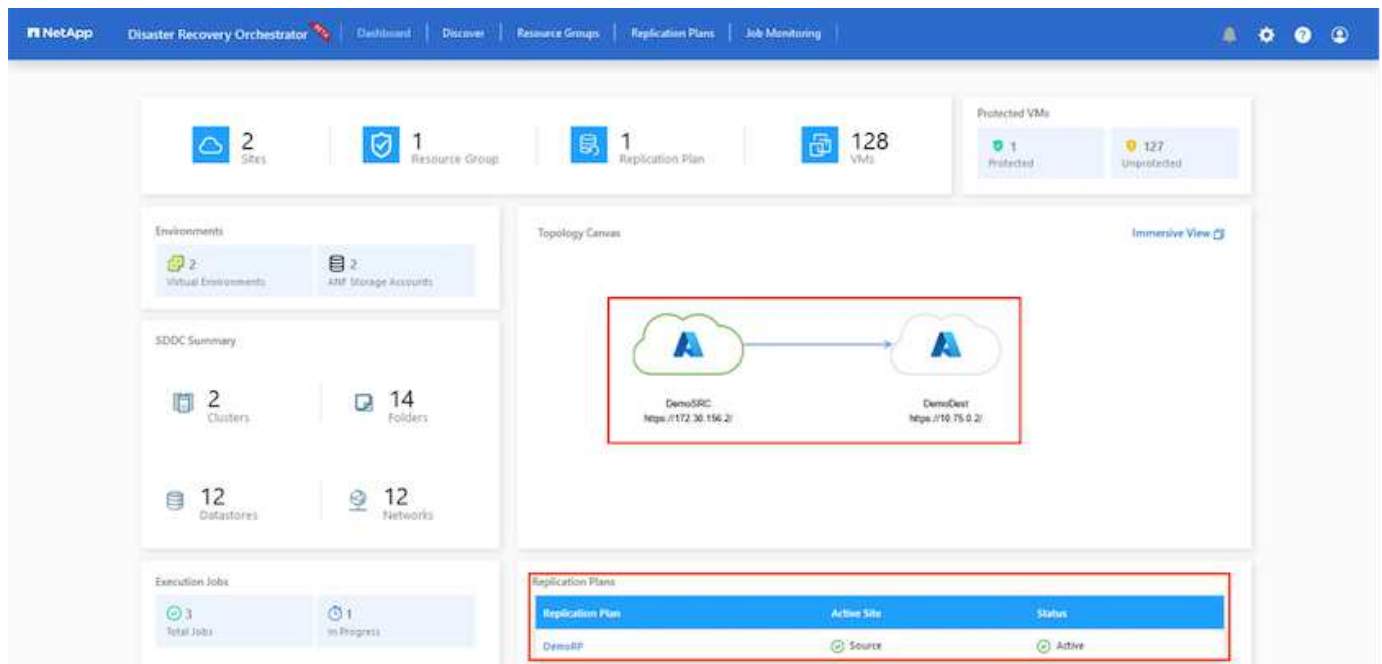 NetApp Disaster Recovery Orchestrator Dashboard Discover Resource Groups Replication Plans Job Monitoring
2
Sites
1
Resource Group
1
Replication Plan
128
VMs
Protected VMs
1
Protected
127
Unprotected
Environments
2
Virtual Environments
2
ANF Storage Accounts
Topology Canvas
Immersive View
DemoSRC
https://172.30.156.2/
DemoDest
https://10.75.0.2/
SDDC Summary
2
Clusters
14
Folders
12
Datastores
12
Networks
Execution Jobs
3
Total Jobs
1
In Progress
Replication Plans
Replication Plan Active Site Status
DemoRP Source Active